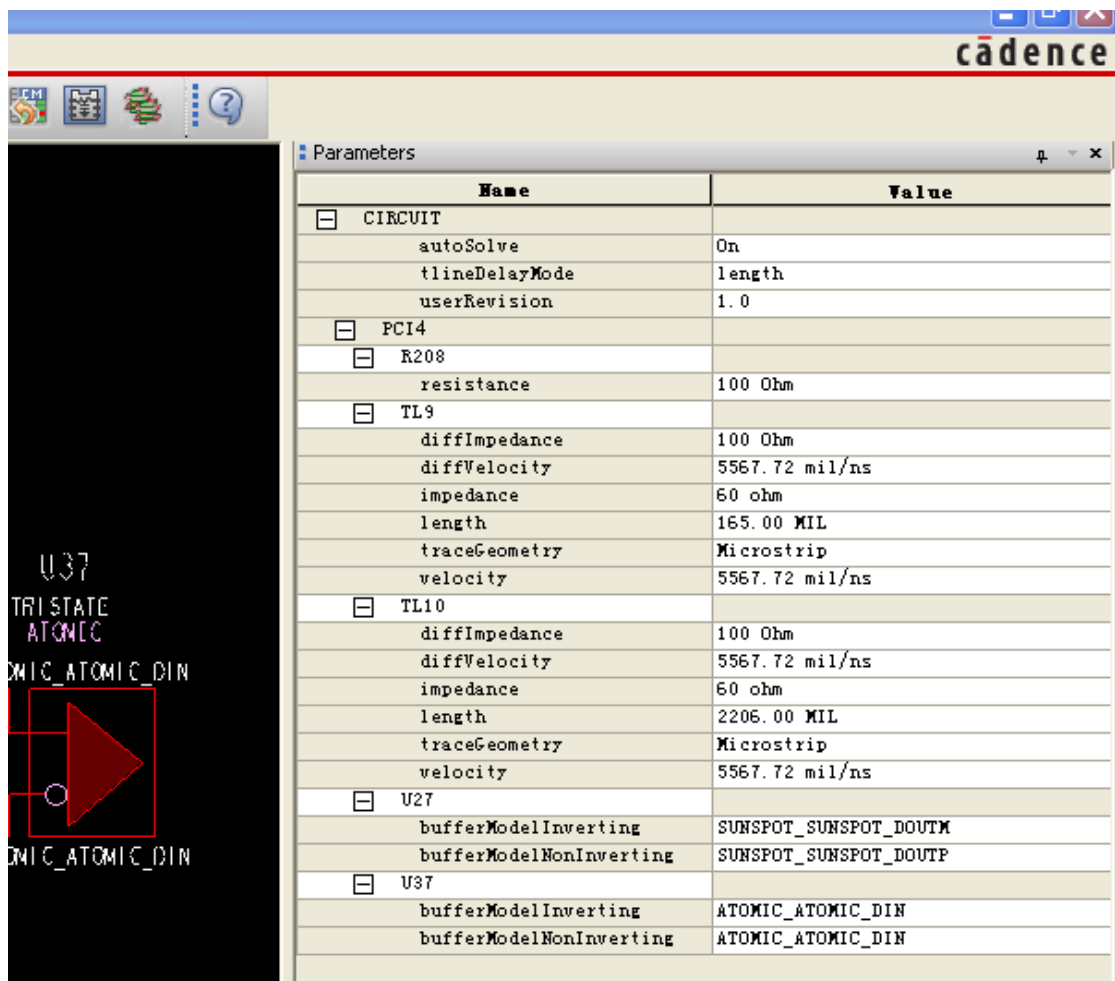 cādence
Parameters
Name Value
CIRCUIT
autoSolve On
tlineDelayMode length
userRevision 1.0
PCI4
R208
resistance 100 Ohm
TL9
diffImpedance 100 Ohm
diffVelocity 5567.72 mil/ns
impedance 60 ohm
length 165.00 MIL
traceGeometry Microstrip
velocity 5567.72 mil/ns
TL10
diffImpedance 100 Ohm
diffVelocity 5567.72 mil/ns
impedance 60 ohm
length 2206.00 MIL
traceGeometry Microstrip
velocity 5567.72 mil/ns
U27
bufferModelInverting SUNSPOT_SUNSPOT_DOUTM
bufferModelNonInverting SUNSPOT_SUNSPOT_DOUTP
U37
bufferModelInverting ATOMIC_ATOMIC_DIN
bufferModelNonInverting ATOMIC_ATOMIC_DIN
U37
TRISTATE
ATOMIC
OMIC_ATOMIC_DIN
OMIC_ATOMIC_DIN